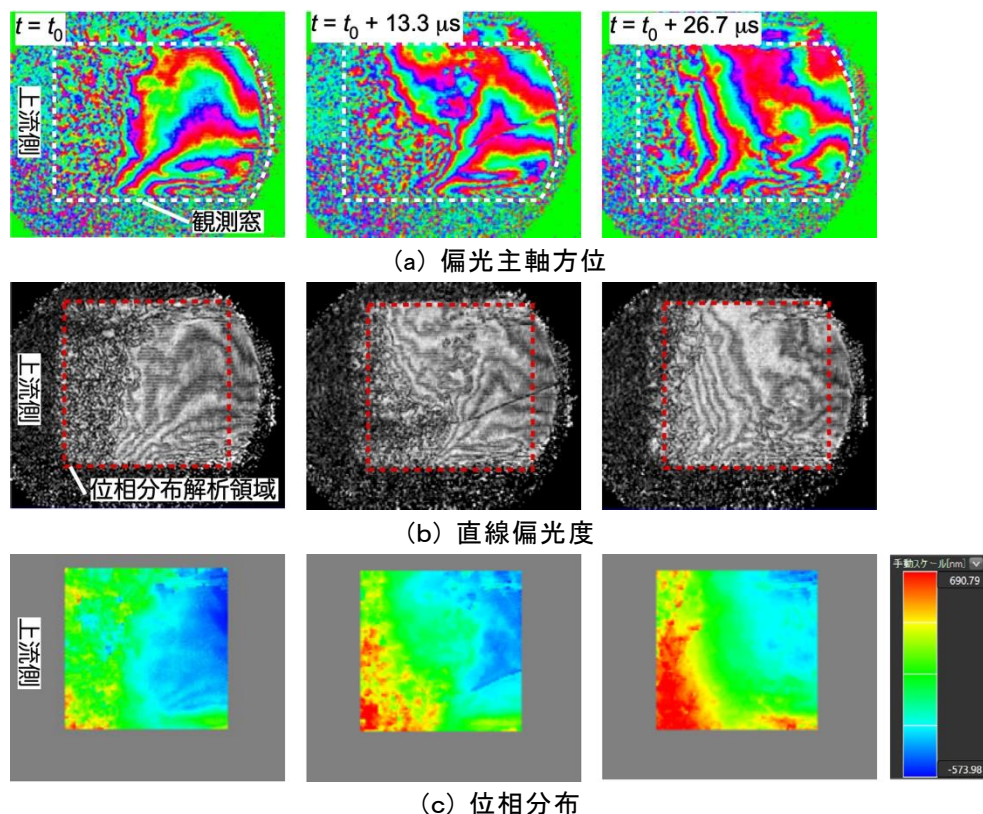 t = t0
t = t0 + 13.3 μs
t = t0 + 26.7 μs
上流側
観測窓
(a) 偏光主軸方位
上流側
位相分布解析領域
(b) 直線偏光度
上流側
手動スケール[nm]
690.79
-573.98
(c) 位相分布